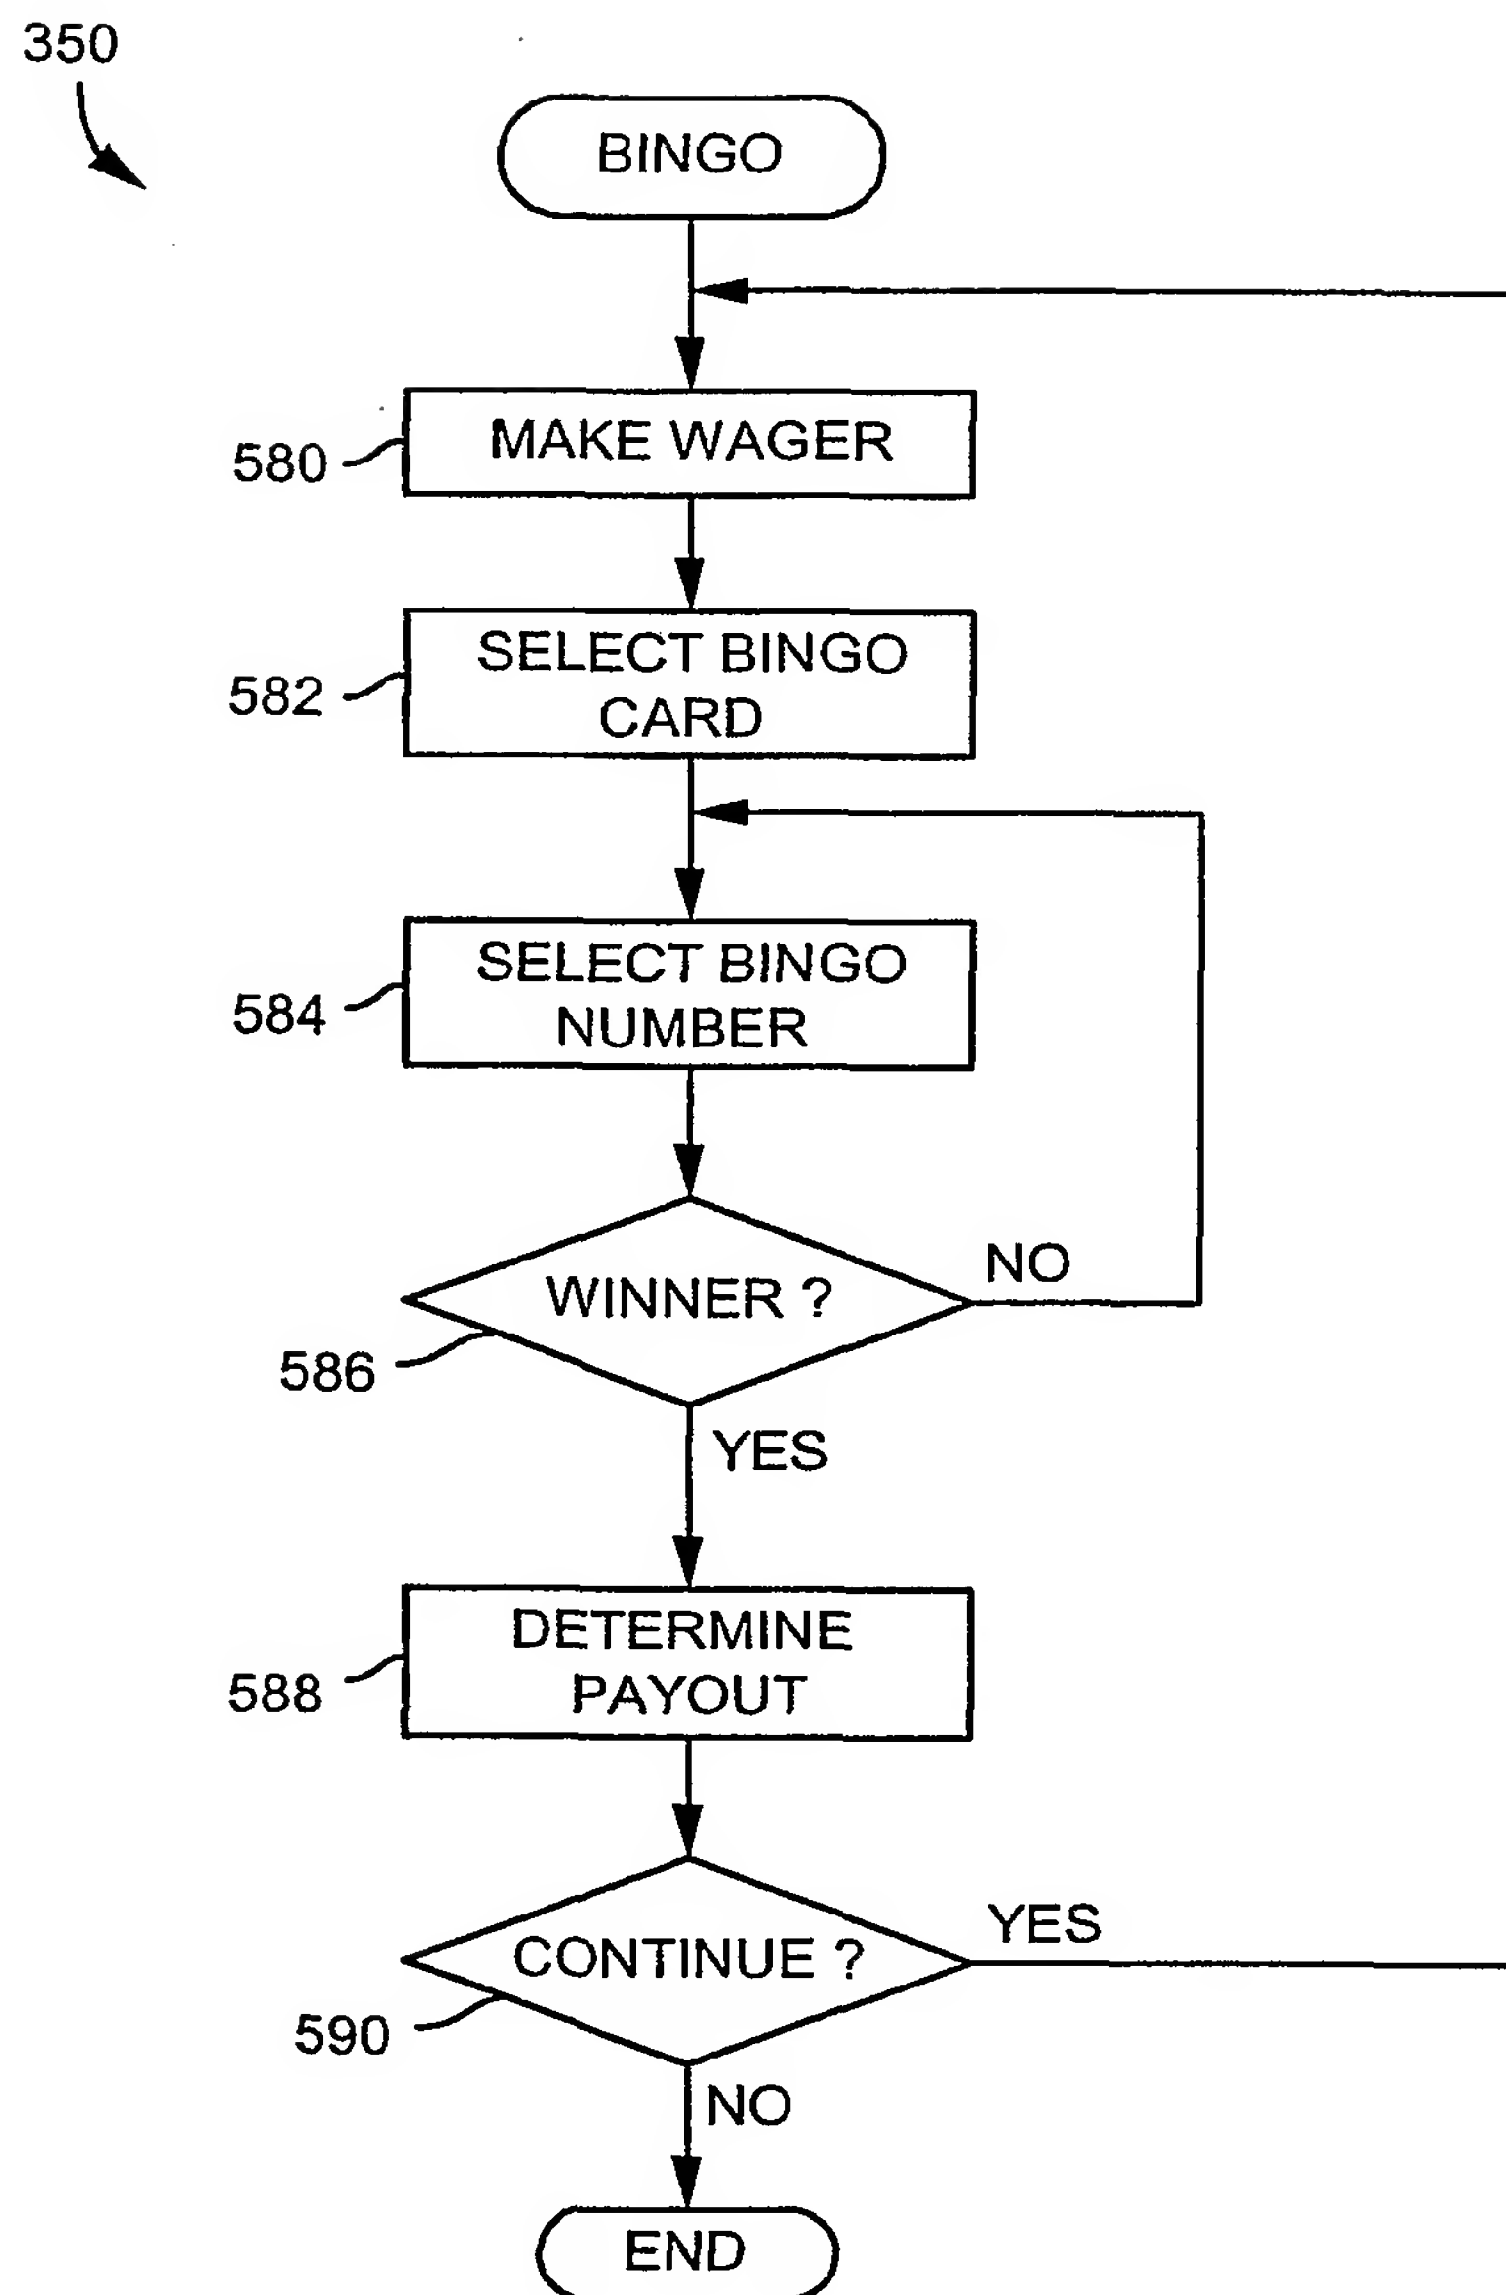 350
BINGO
MAKE WAGER
580
SELECT BINGO
CARD
582
SELECT BINGO
NUMBER
584
WINNER ?
NO
586
YES
DETERMINE
PAYOUT
588
CONTINUE ?
YES
590
NO
END